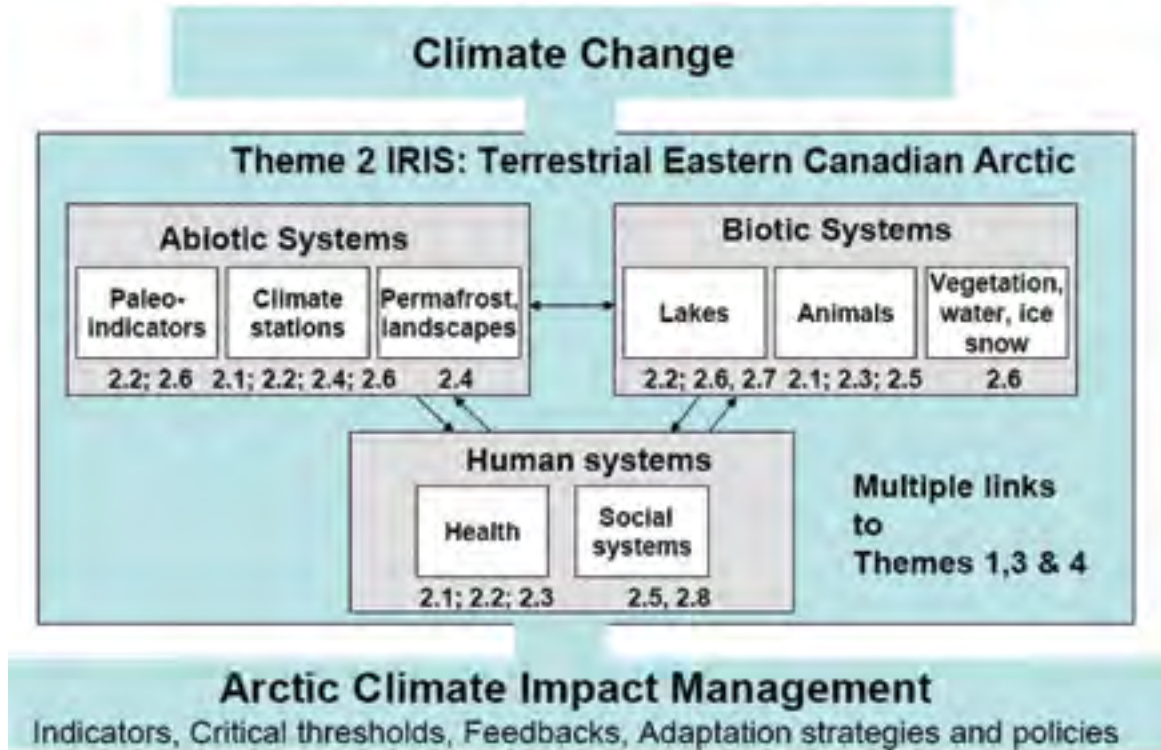 Climate Change
Theme 2 IRIS: Terrestrial Eastern Canadian Arctic
Abiotic Systems
Paleo-
indicators
Climate
stations
Permafrost,
landscapes
2.2; 2.6
2.1; 2.2; 2.4; 2.6
2.4
Biotic Systems
Lakes
Animals
Vegetation,
water, ice
snow
2.2; 2.6, 2.7
2.1; 2.3; 2.5
2.6
Human systems
Health
Social
systems
2.1; 2.2; 2.3
2.5, 2.8
Multiple links
to
Themes 1,3 & 4
Arctic Climate Impact Management
Indicators, Critical thresholds, Feedbacks, Adaptation strategies and policies